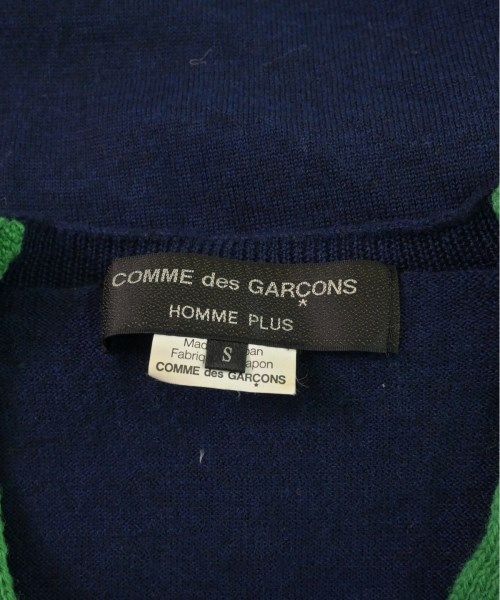 COMME des GARÇONS
*
HOMME PLUS
S
COMME des GARÇONS
*